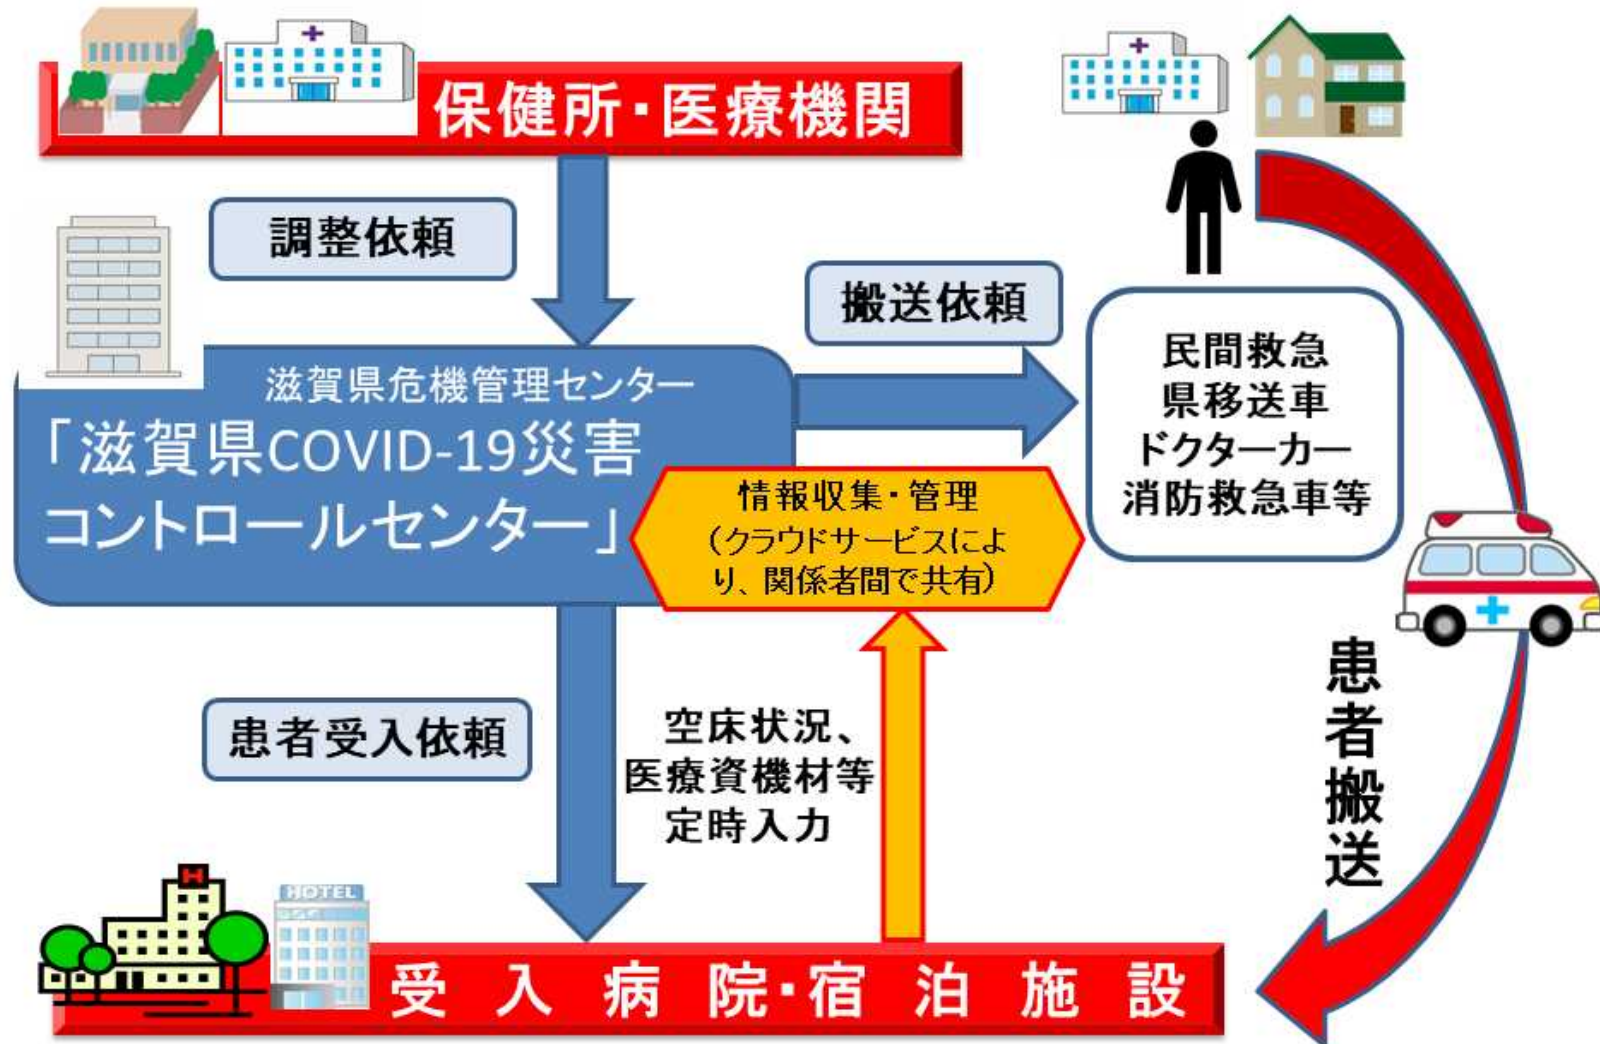 保健所・医療機関
調整依頼
搬送依頼
滋賀県危機管理センター
「滋賀県COVID-19災害
コントロールセンター」
民間救急
県移送車
ドクターカー
消防救急車等
情報収集・管理
（クラウドサービスによ
り、関係者間で共有）
患者受入依頼
空床状況、
医療資機材等
定時入力
患者搬送
H
HOTEL
受入病院・宿泊施設